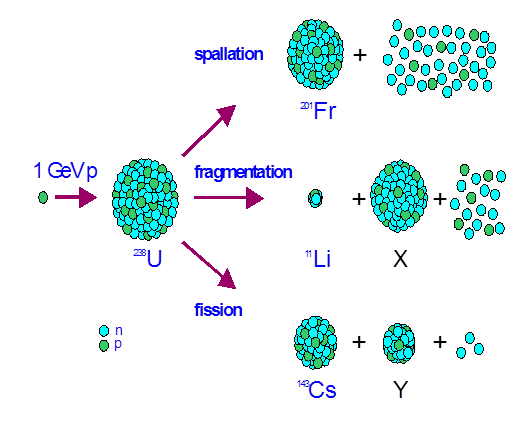 spallation
+
²⁰¹Fr
1 GeV p
fragmentation
+ +
²³⁸U
¹¹Li X
fission
n
p
+ +
¹⁴³Cs Y